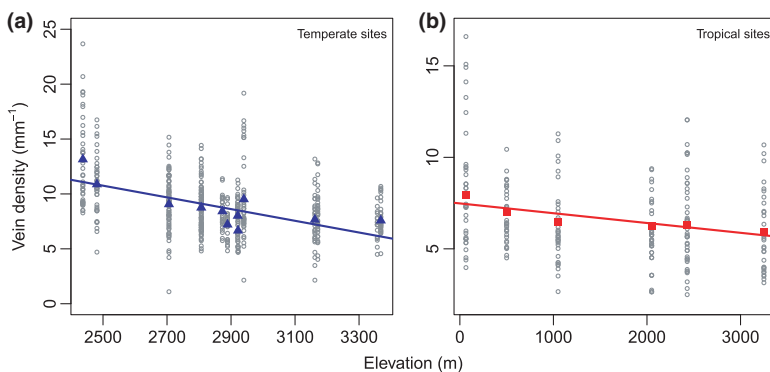 (a)
Temperate sites
(b)
Tropical sites
Vein density (mm⁻¹)
25
20
15
10
5
0
2500 2700 2900 3100 3300
15
10
5
0 1000 2000 3000
Elevation (m)